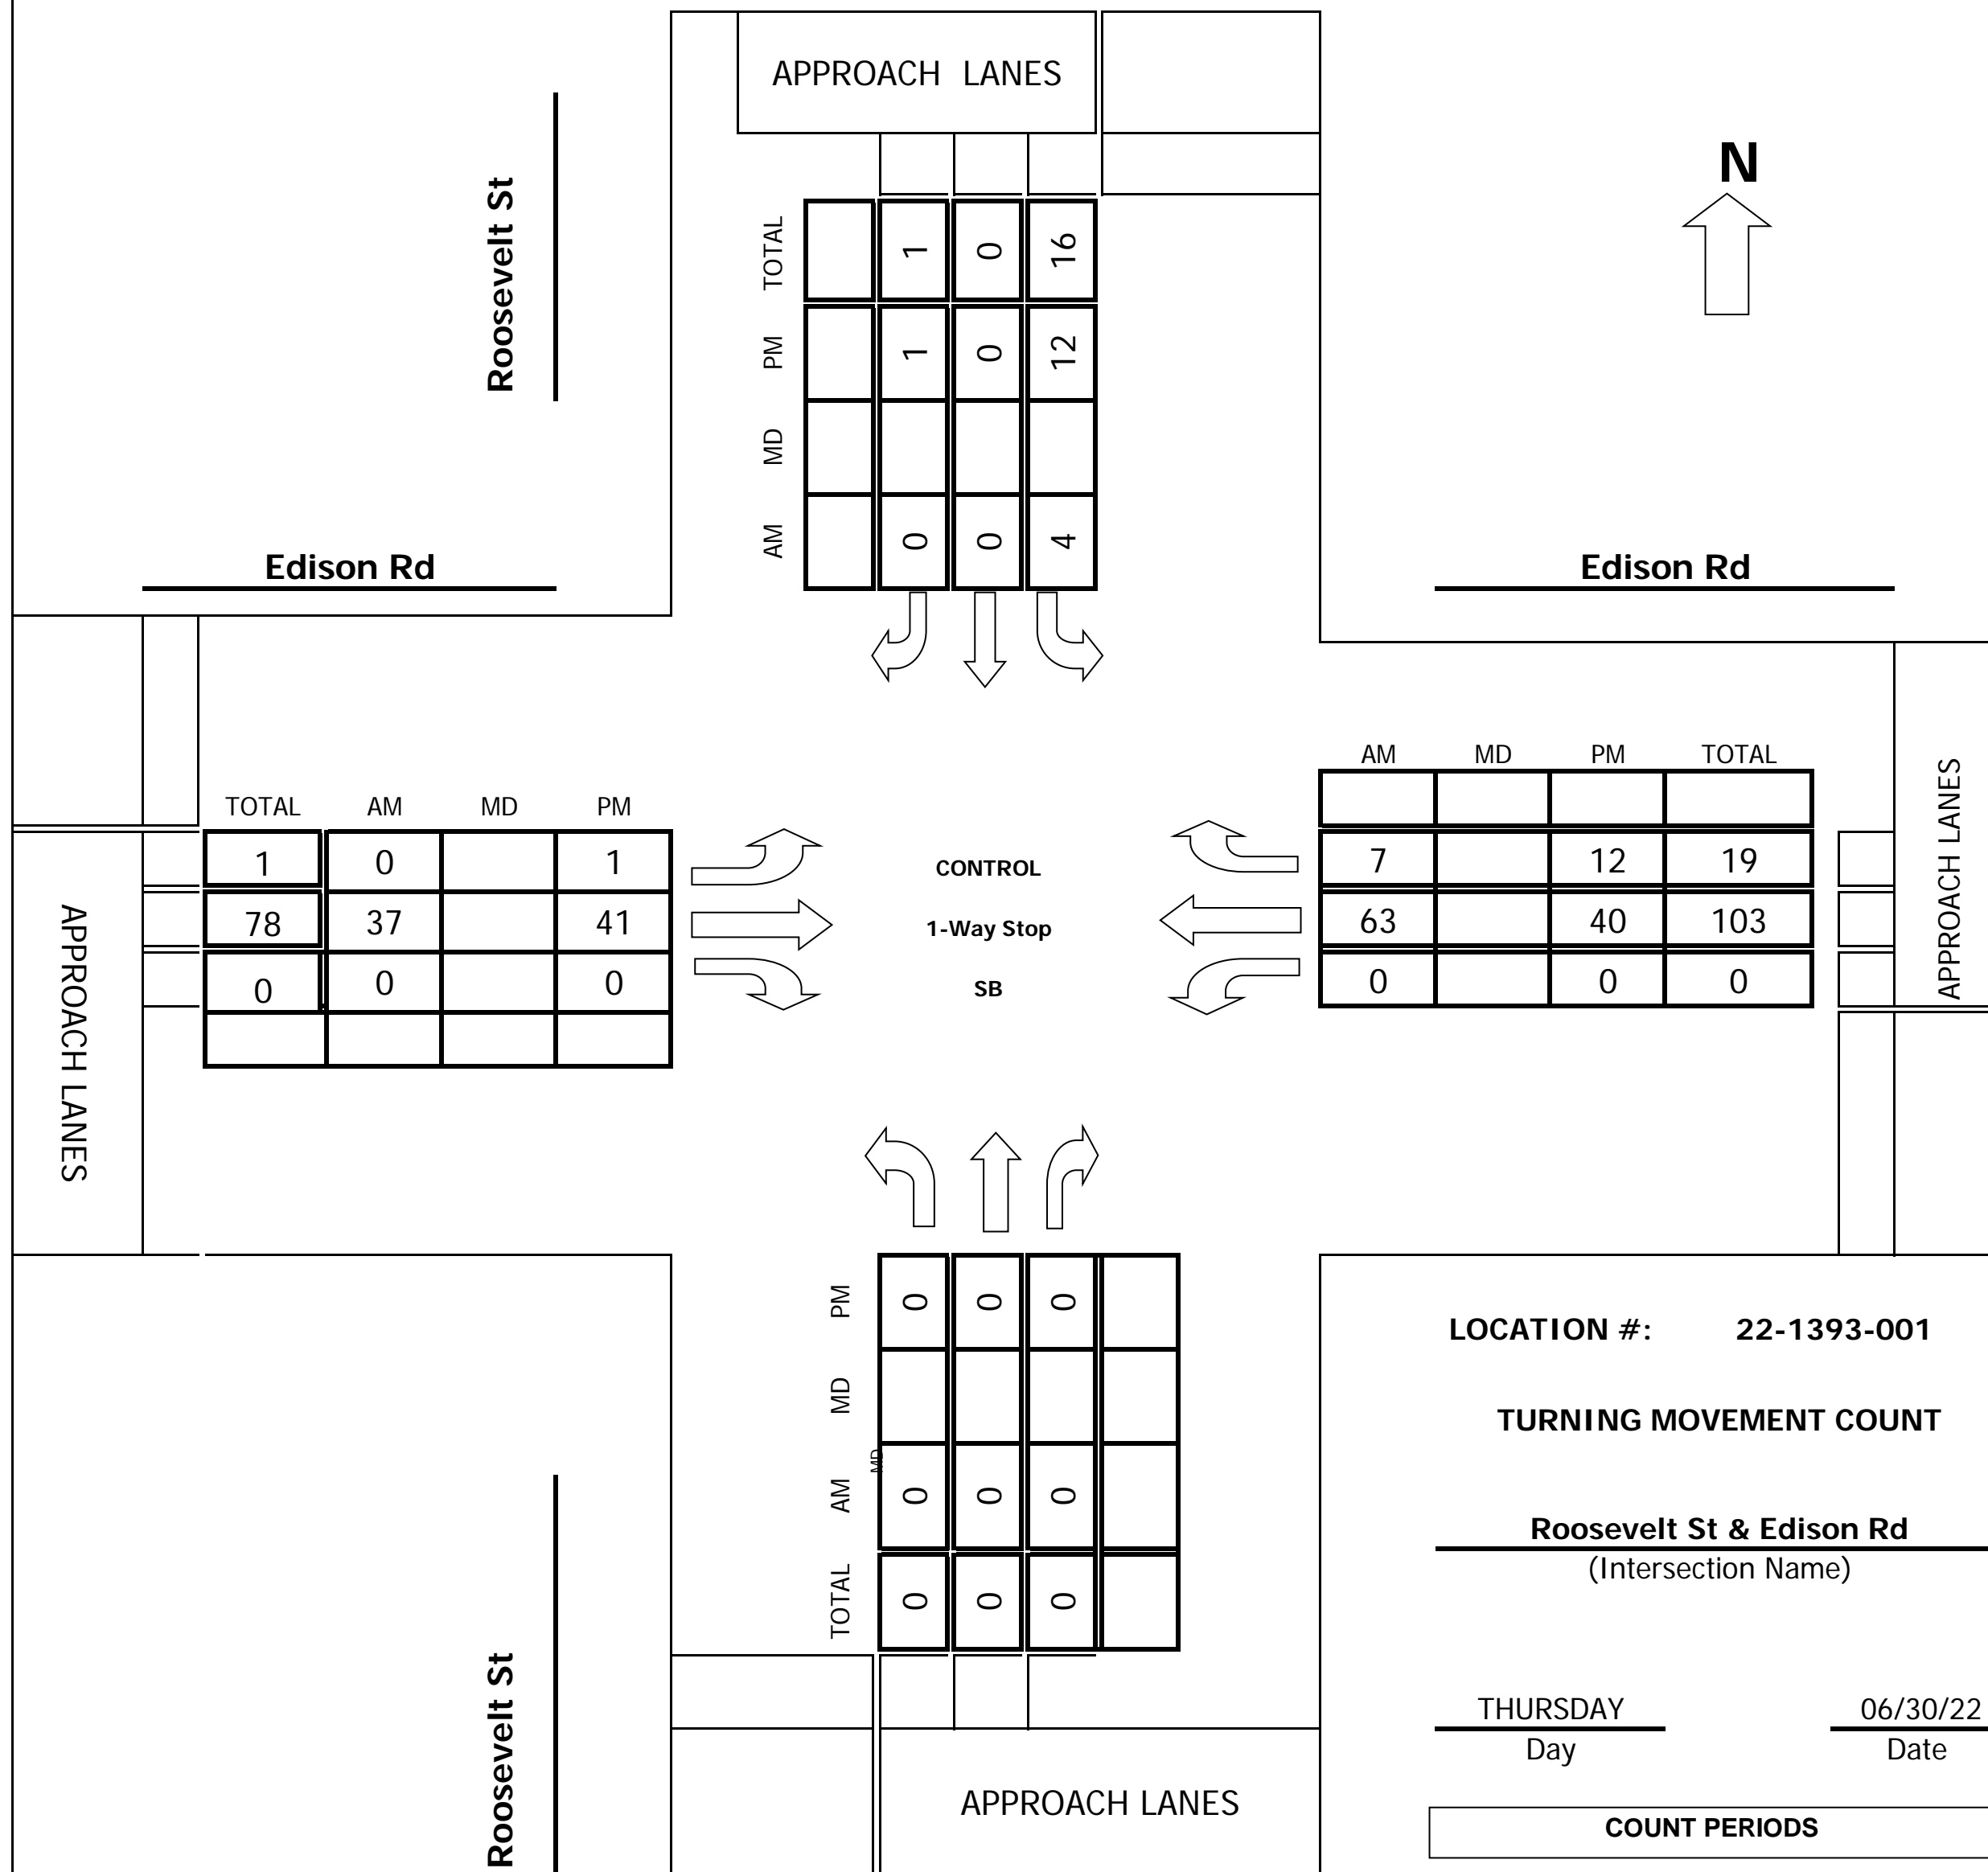 APPROACH LANES
Roosevelt St
N
TOTAL 1 0 16
PM 1 0 12
MD
AM 0 0 4
Edison Rd
Edison Rd
AM MD PM TOTAL
7 12 19
63 40 103
0 0 0
APPROACH LANES
TOTAL AM MD PM
1 0 1
78 37 41
0 0 0
APPROACH LANES
CONTROL
1-Way Stop
SB
PM 0 0 0
MD
MD
AM 0 0 0
TOTAL 0 0 0
APPROACH LANES
Roosevelt St
LOCATION #: 22-1393-001
TURNING MOVEMENT COUNT
Roosevelt St & Edison Rd
(Intersection Name)
THURSDAY 06/30/22
Day Date
COUNT PERIODS